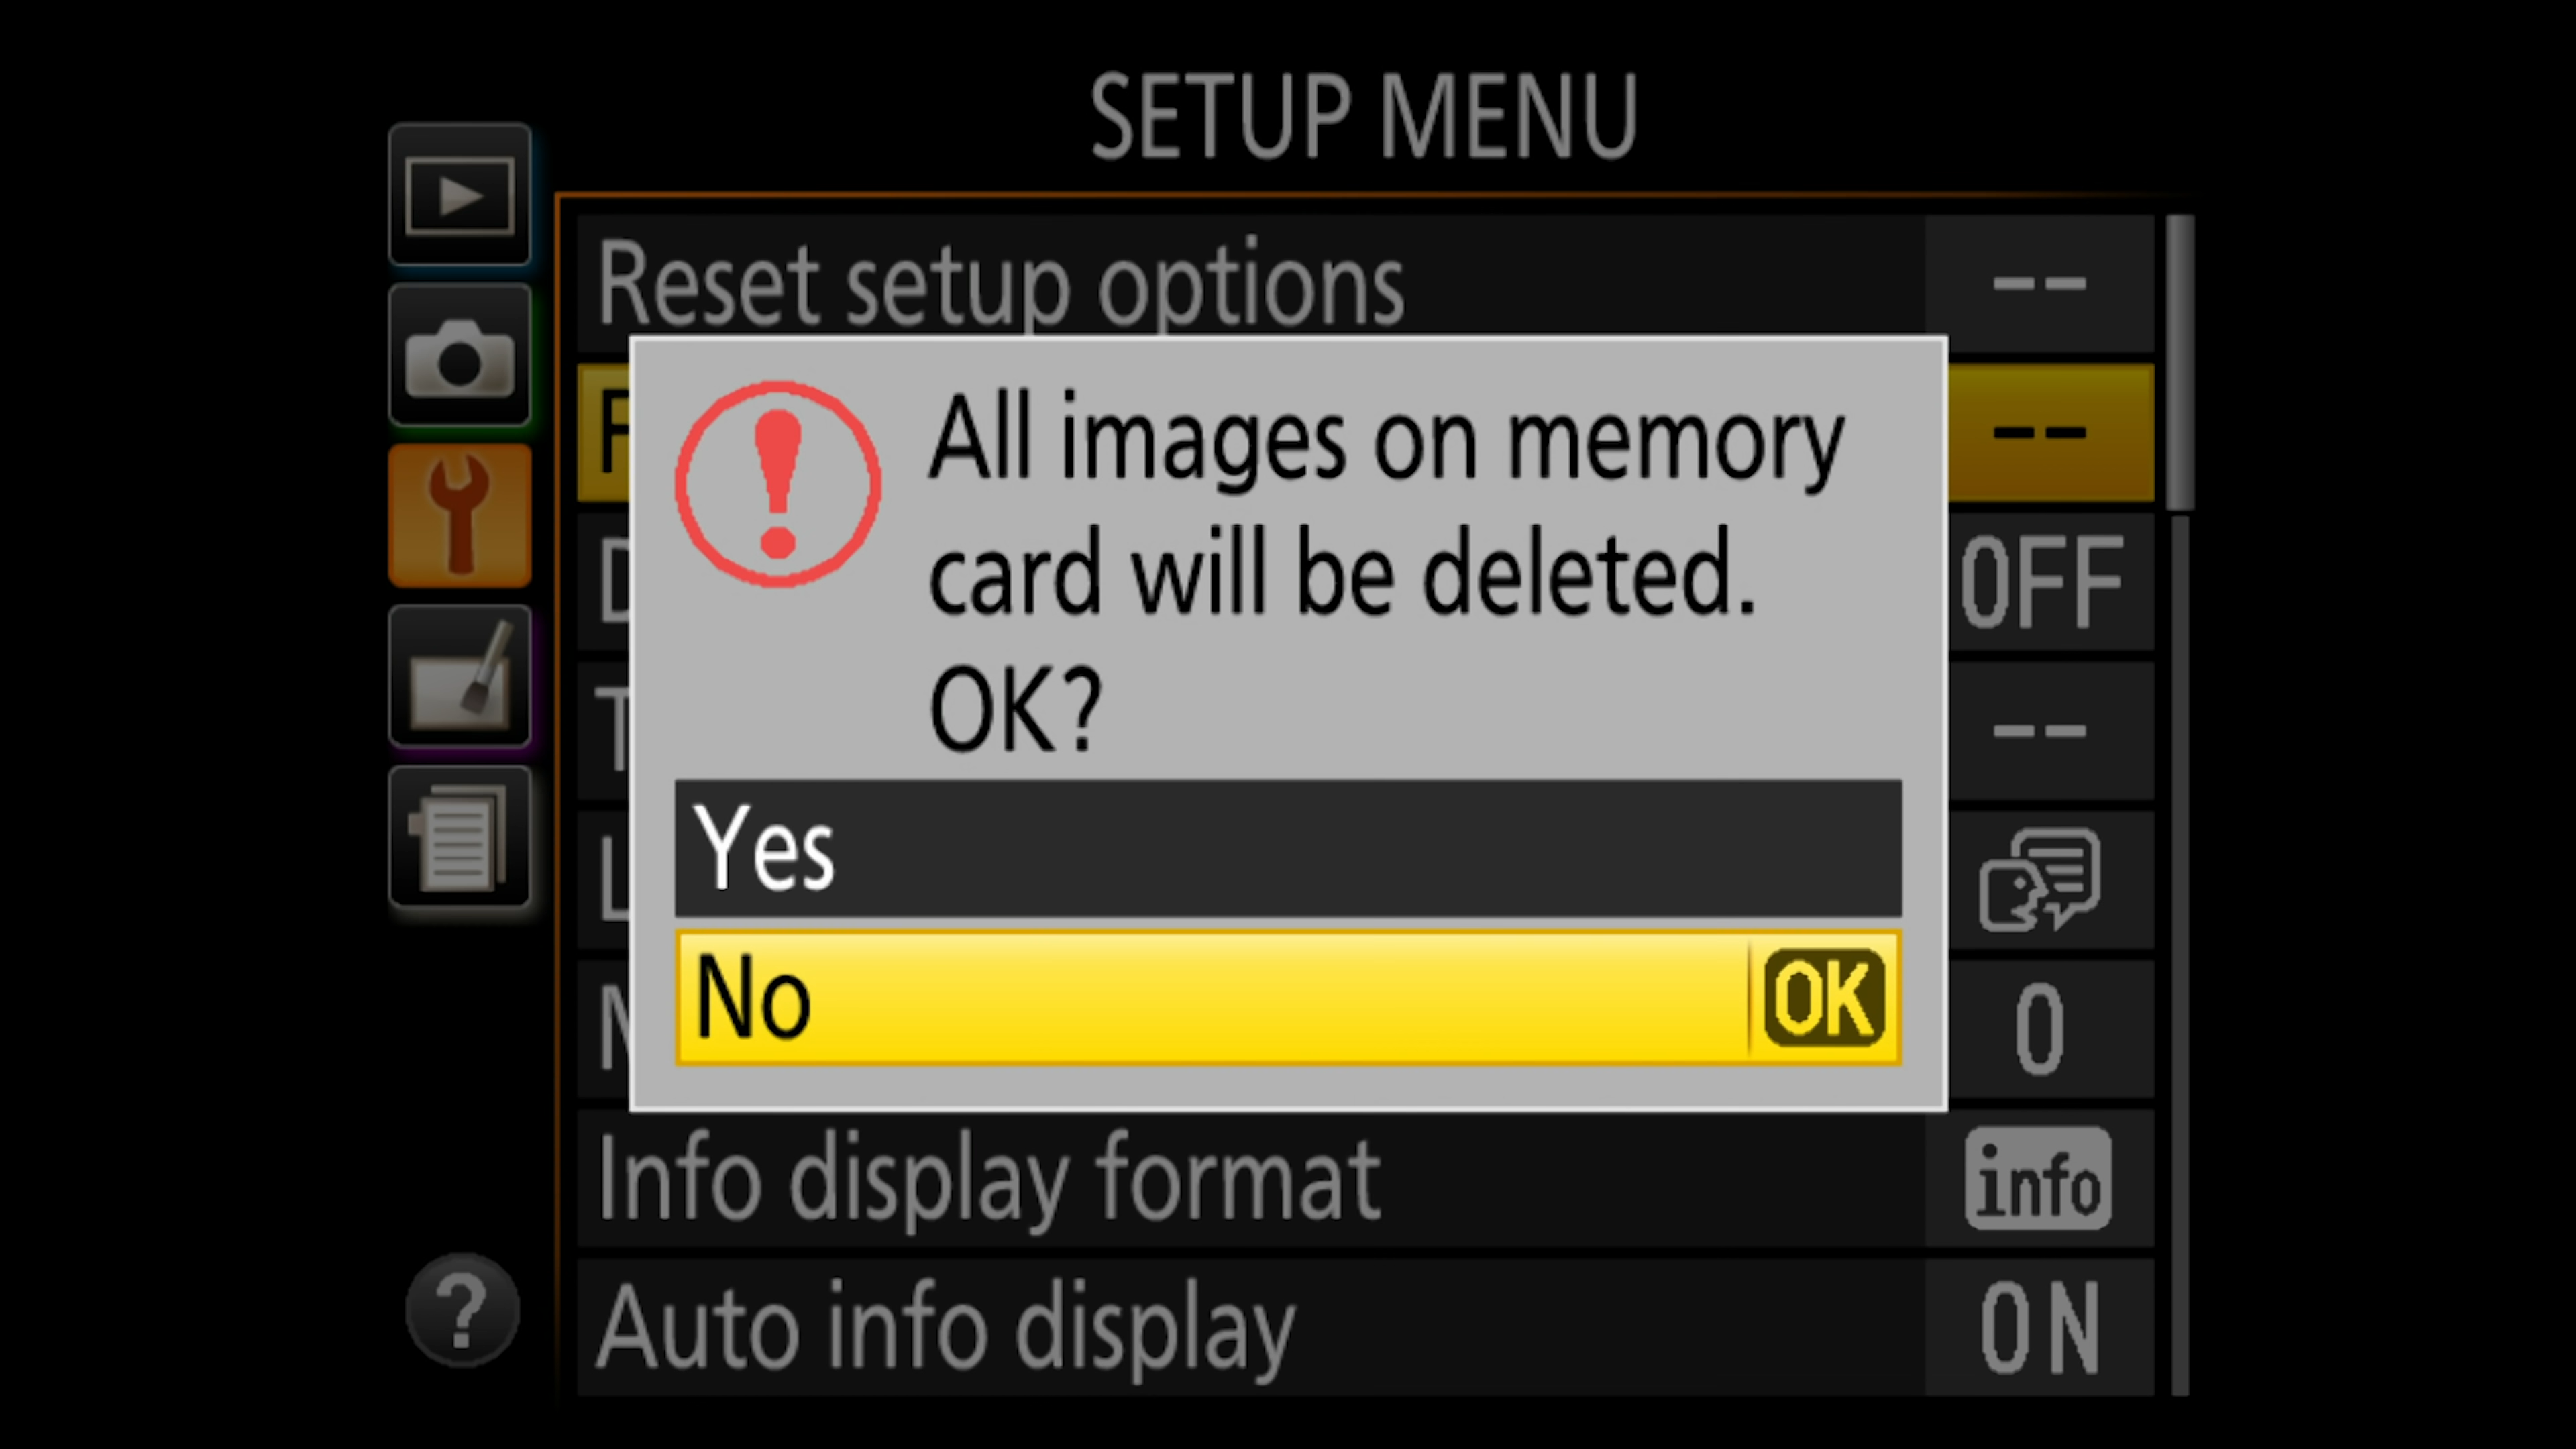 SETUP MENU
Reset setup options --
--
All images on memory
card will be deleted.
OK?
Yes
No OK
OFF
--
0
Info display format info
Auto info display ON
?